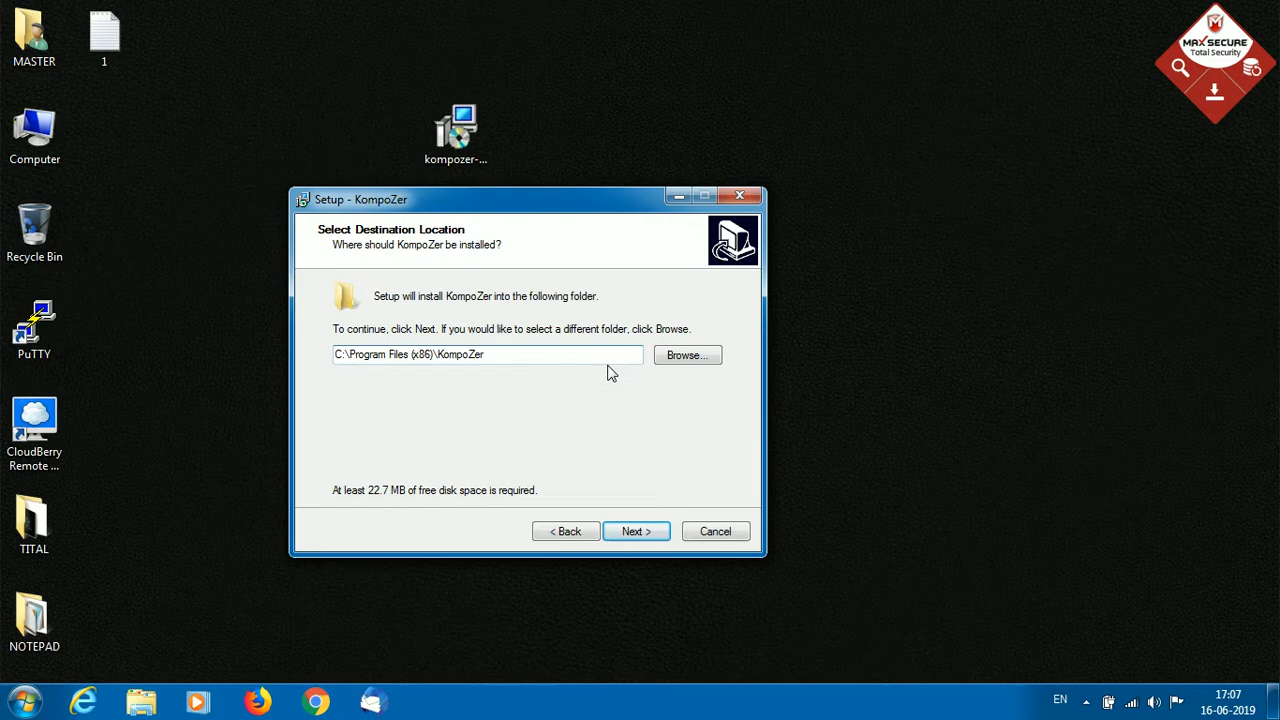 MASTER
1
Computer
Recycle Bin
PuTTY
CloudBerry
Remote ...
TITAL
NOTEPAD
kompozer-...
MAX SECURE
Total Security
Setup - KompoZer
Select Destination Location
Where should KompoZer be installed?
Setup will install KompoZer into the following folder.
To continue, click Next. If you would like to select a different folder, click Browse.
C:\Program Files (x86)\KompoZer
Browse...
At least 22.7 MB of free disk space is required.
< Back
Next >
Cancel
EN
17:07
16-06-2019